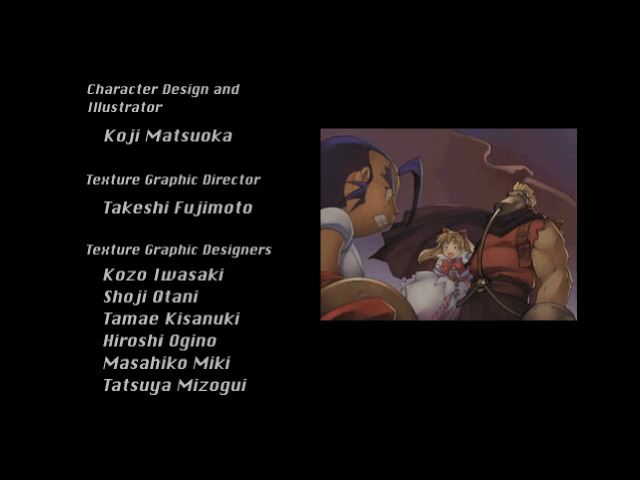 Character Design and
Illustrator
Koji Matsuoka
Texture Graphic Director
Takeshi Fujimoto
Texture Graphic Designers
Kozo Iwasaki
Shoji Otani
Tamae Kisanuki
Hiroshi Ogino
Masahiko Miki
Tatsuya Mizogui